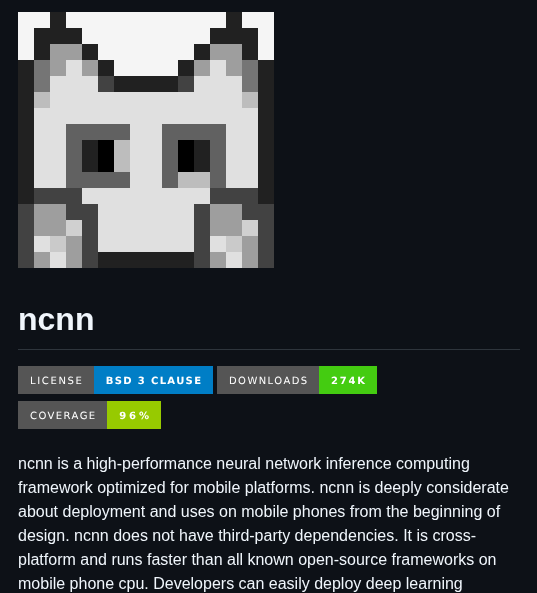 ncnn
LICENSE BSD 3 CLAUSE DOWNLOADS 274K
COVERAGE 96%
ncnn is a high-performance neural network inference computing
framework optimized for mobile platforms. ncnn is deeply considerate
about deployment and uses on mobile phones from the beginning of
design. ncnn does not have third-party dependencies. It is cross-
platform and runs faster than all known open-source frameworks on
mobile phone cpu. Developers can easily deploy deep learning